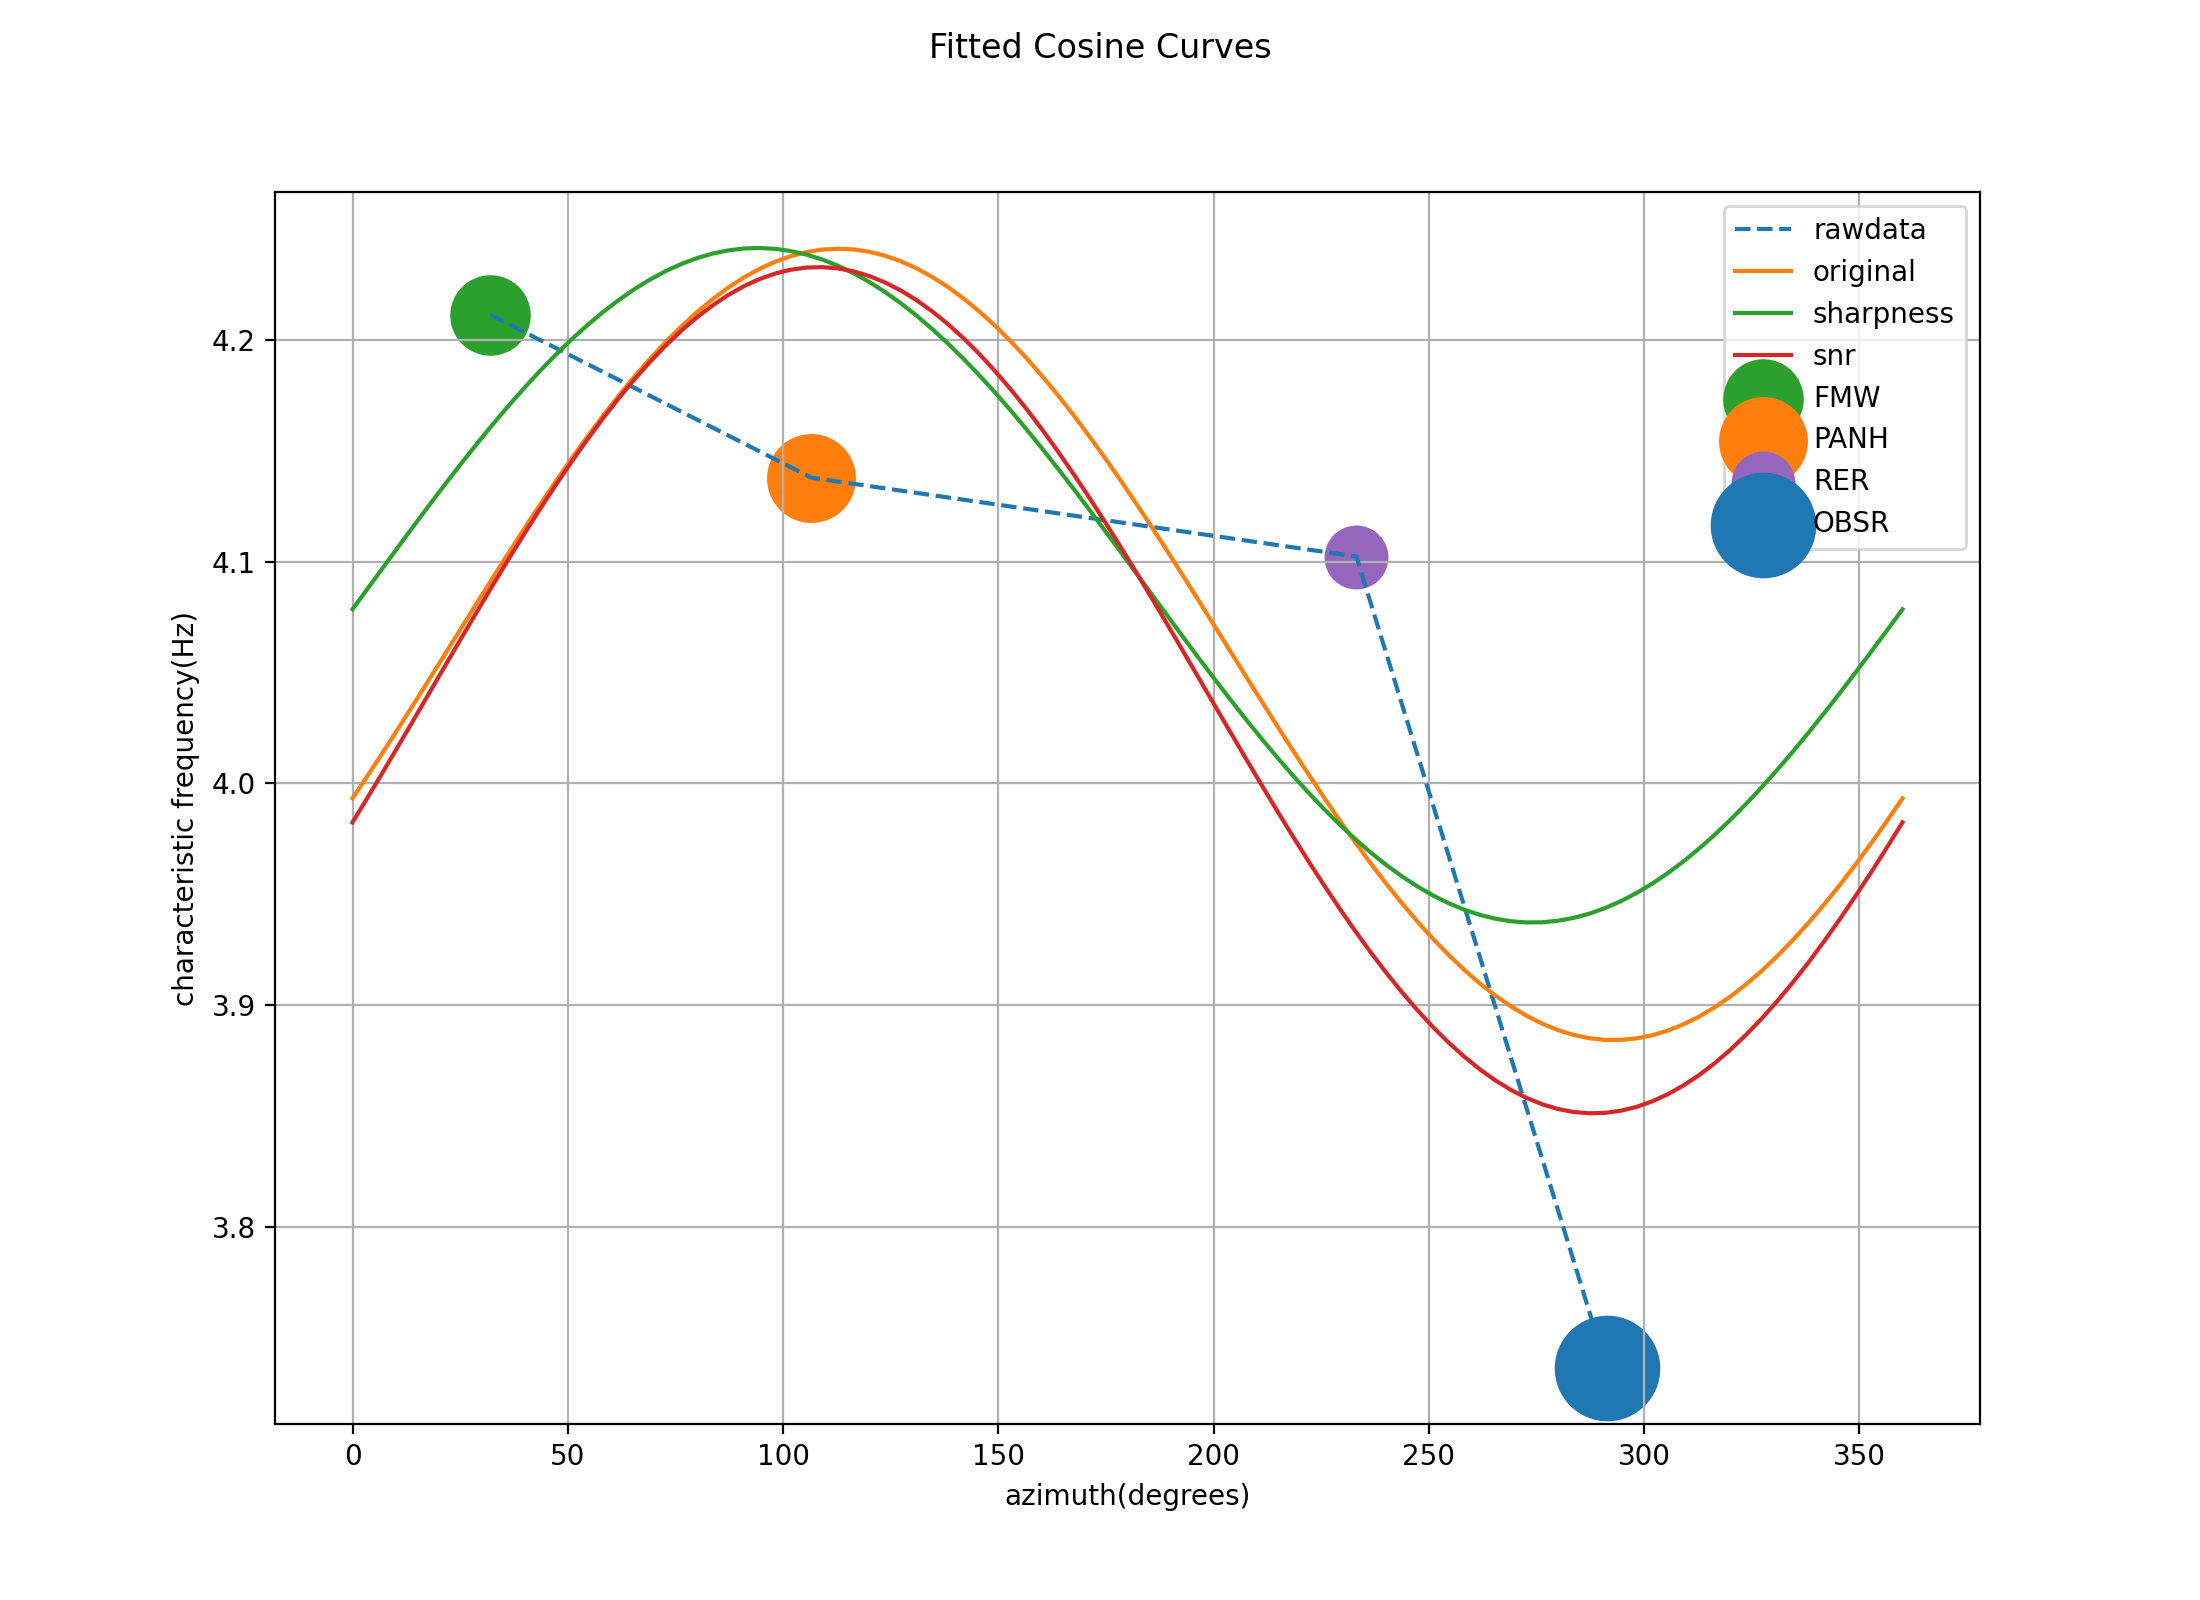 Fitted Cosine Curves
rawdata
original
sharpness
snr
FMW
PANH
RER
OBSR
4.2
4.1
4.0
3.9
3.8
characteristic frequency(Hz)
0 50 100 150 200 250 300 350
azimuth(degrees)